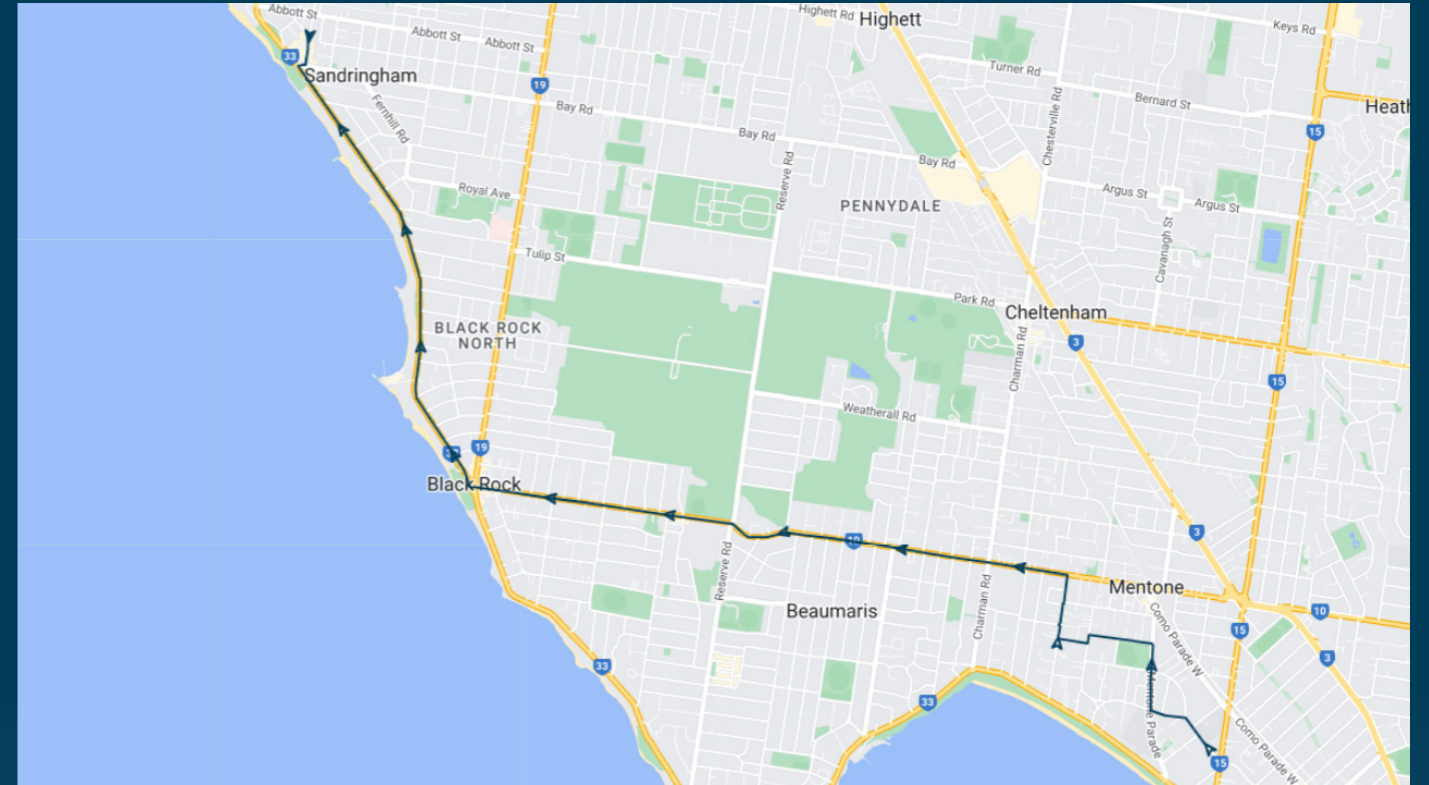 Abbott St
Highett Rd
Highett
Keys Rd
Abbott St
Abbott St
33
Sandringham
Turner Rd
19
Bay Rd
Chesterville Rd
Bernard St
Heath
Fernhill Rd
Bay Rd
15
Bay Rd
Reserve Rd
Royal Ave
PENNYDALE
Argus St
Argus St
Tulip St
Cavanagh St
Park Rd
Cheltenham
BLACK ROCK
NORTH
3
Charman Rd
15
Weatherall Rd
19
Black Rock
3
10
Reserve Rd
Charman Rd
Mentone
Beaumaris
10
15
Como Parade W
3
33
Mentone Parade
33
Como Parade W
15